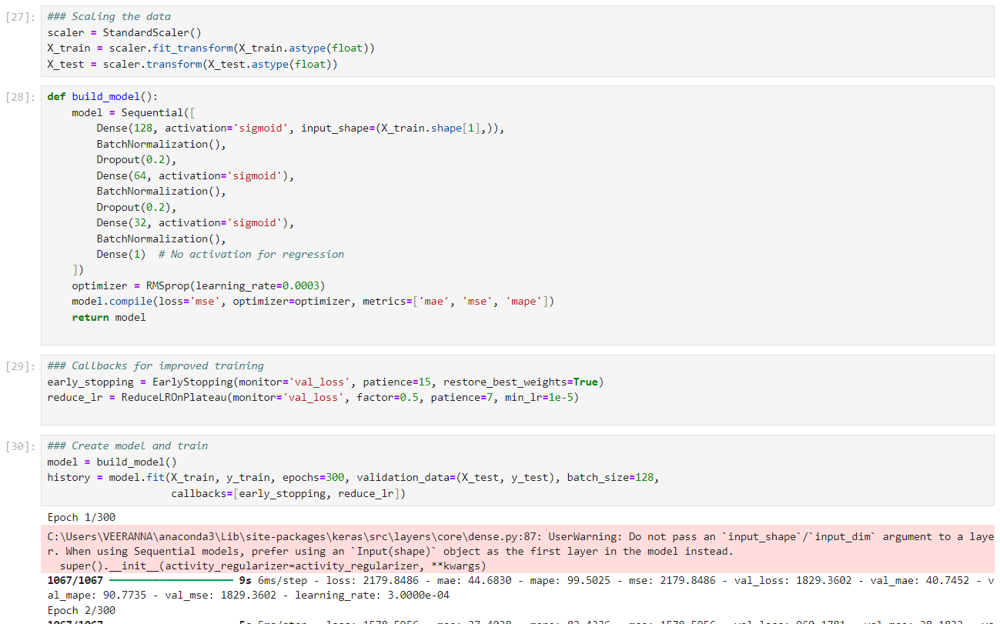 [27]: ### Scaling the data
scaler = StandardScaler()
X_train = scaler.fit_transform(X_train.astype(float))
X_test = scaler.transform(X_test.astype(float))
[28]: def build_model():
    model = Sequential([
        Dense(128, activation='sigmoid', input_shape=(X_train.shape[1],)),
        BatchNormalization(),
        Dropout(0.2),
        Dense(64, activation='sigmoid'),
        BatchNormalization(),
        Dropout(0.2),
        Dense(32, activation='sigmoid'),
        BatchNormalization(),
        Dense(1)  # No activation for regression
    ])
    optimizer = RMSprop(learning_rate=0.0003)
    model.compile(loss='mse', optimizer=optimizer, metrics=['mae', 'mse', 'mape'])
    return model
[29]: ### Callbacks for improved training
early_stopping = EarlyStopping(monitor='val_loss', patience=15, restore_best_weights=True)
reduce_lr = ReduceLROnPlateau(monitor='val_loss', factor=0.5, patience=7, min_lr=1e-5)
[30]: ### Create model and train
model = build_model()
history = model.fit(X_train, y_train, epochs=300, validation_data=(X_test, y_test), batch_size=128,
                    callbacks=[early_stopping, reduce_lr])
Epoch 1/300
C:\Users\VEERANNA\anaconda3\Lib\site-packages\keras\src\layers\core\dense.py:87: UserWarning: Do not pass an `input_shape`/`input_dim` argument to a laye
r. When using Sequential models, prefer using an `Input(shape)` object as the first layer in the model instead.
  super().__init__(activity_regularizer=activity_regularizer, **kwargs)
1067/1067 ━━━━━━━━━━━━━━━━━━━━ 9s 6ms/step - loss: 2179.8486 - mae: 44.6830 - mape: 99.5025 - mse: 2179.8486 - val_loss: 1829.3602 - val_mae: 40.7452 - v
al_mape: 90.7735 - val_mse: 1829.3602 - learning_rate: 3.0000e-04
Epoch 2/300